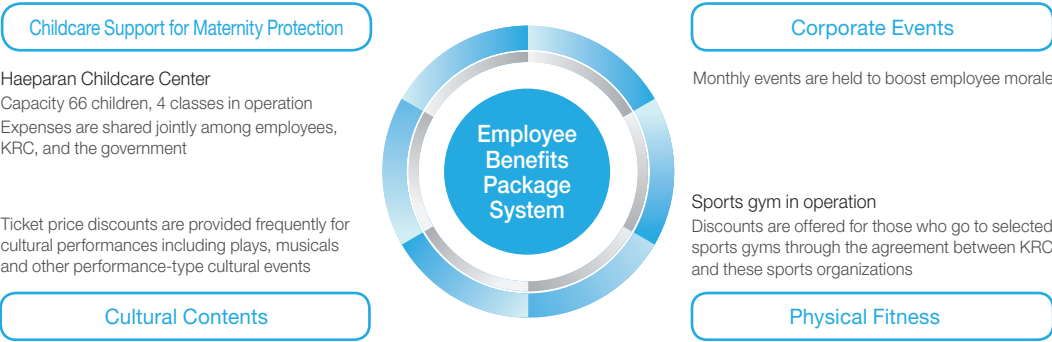 Childcare Support for Maternity Protection
Haeparan Childcare Center
Capacity 66 children, 4 classes in operation
Expenses are shared jointly among employees,
KRC, and the government
Ticket price discounts are provided frequently for
cultural performances including plays, musicals
and other performance-type cultural events
Cultural Contents
Employee
Benefits
Package
System
Corporate Events
Monthly events are held to boost employee morale
Sports gym in operation
Discounts are offered for those who go to selected
sports gyms through the agreement between KRC
and these sports organizations
Physical Fitness